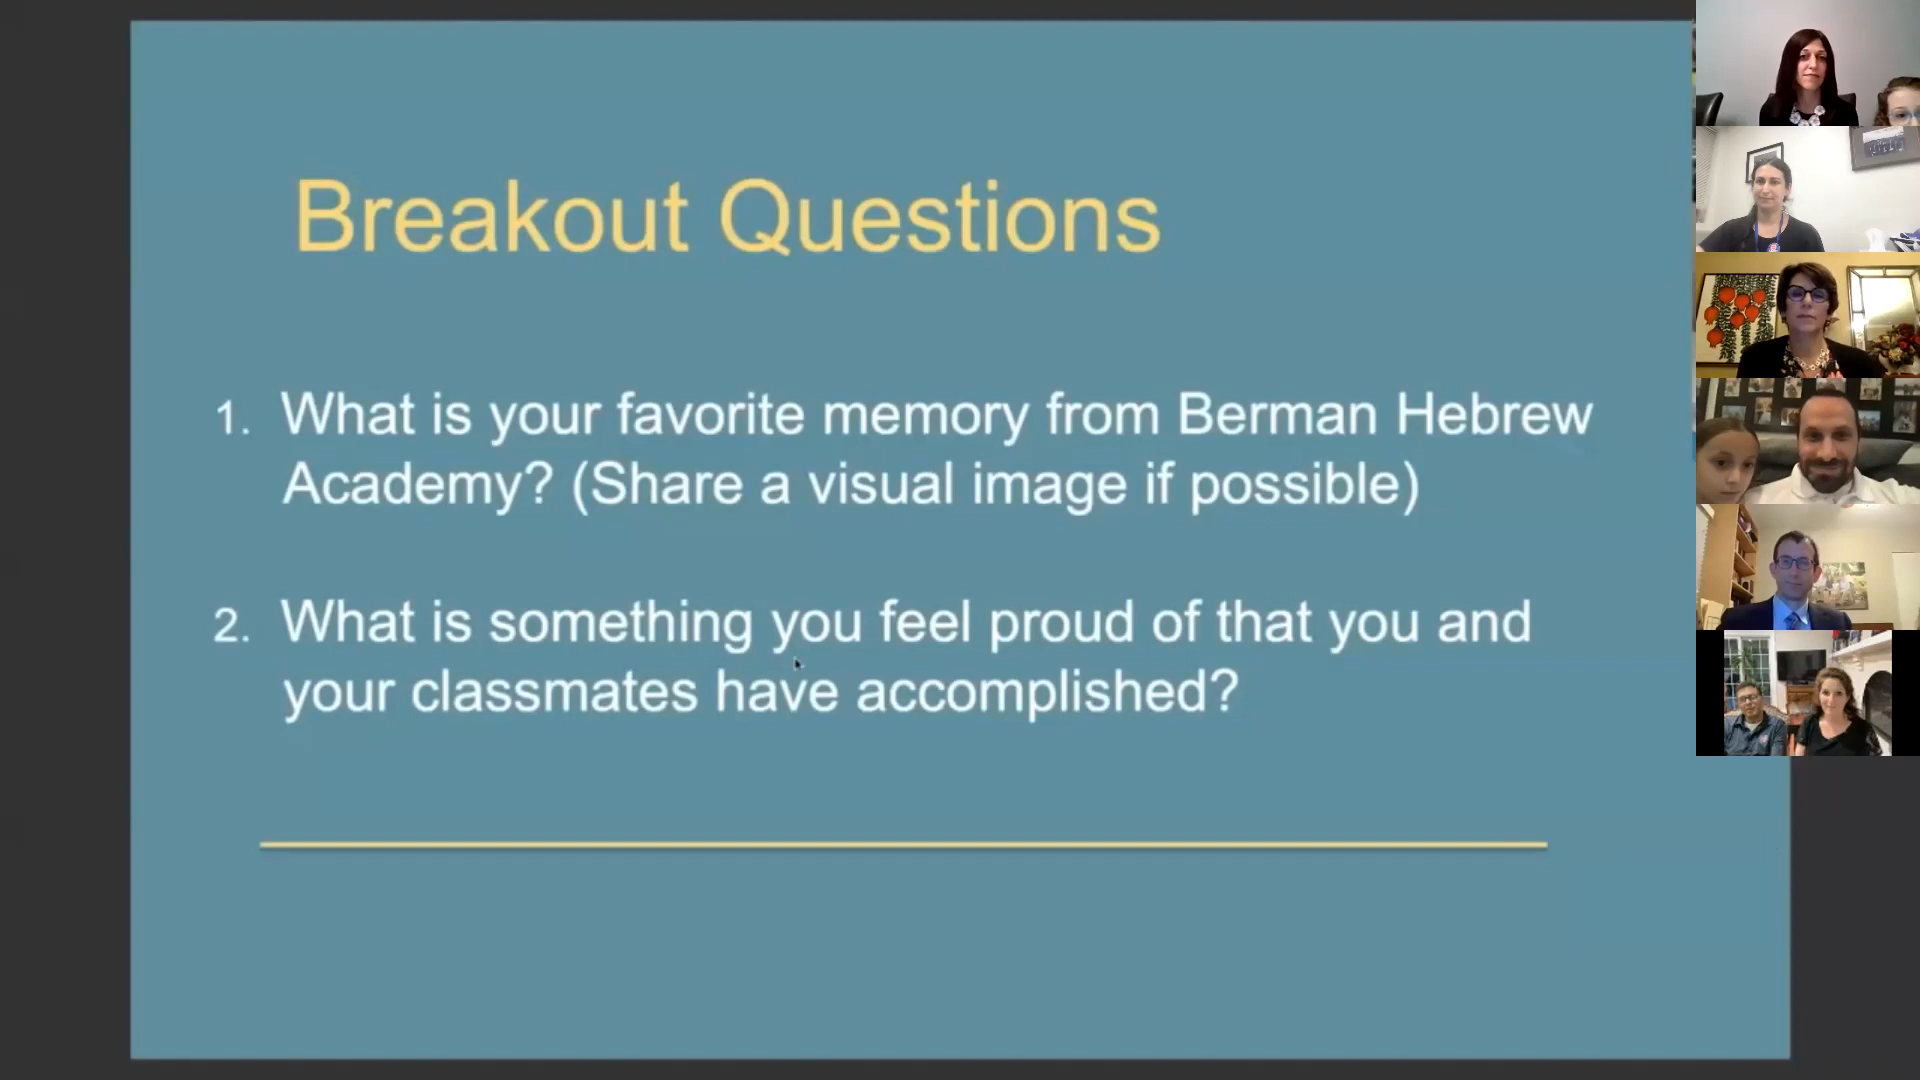 Breakout Questions
1. What is your favorite memory from Berman Hebrew
Academy? (Share a visual image if possible)
2. What is something you feel proud of that you and
your classmates have accomplished?